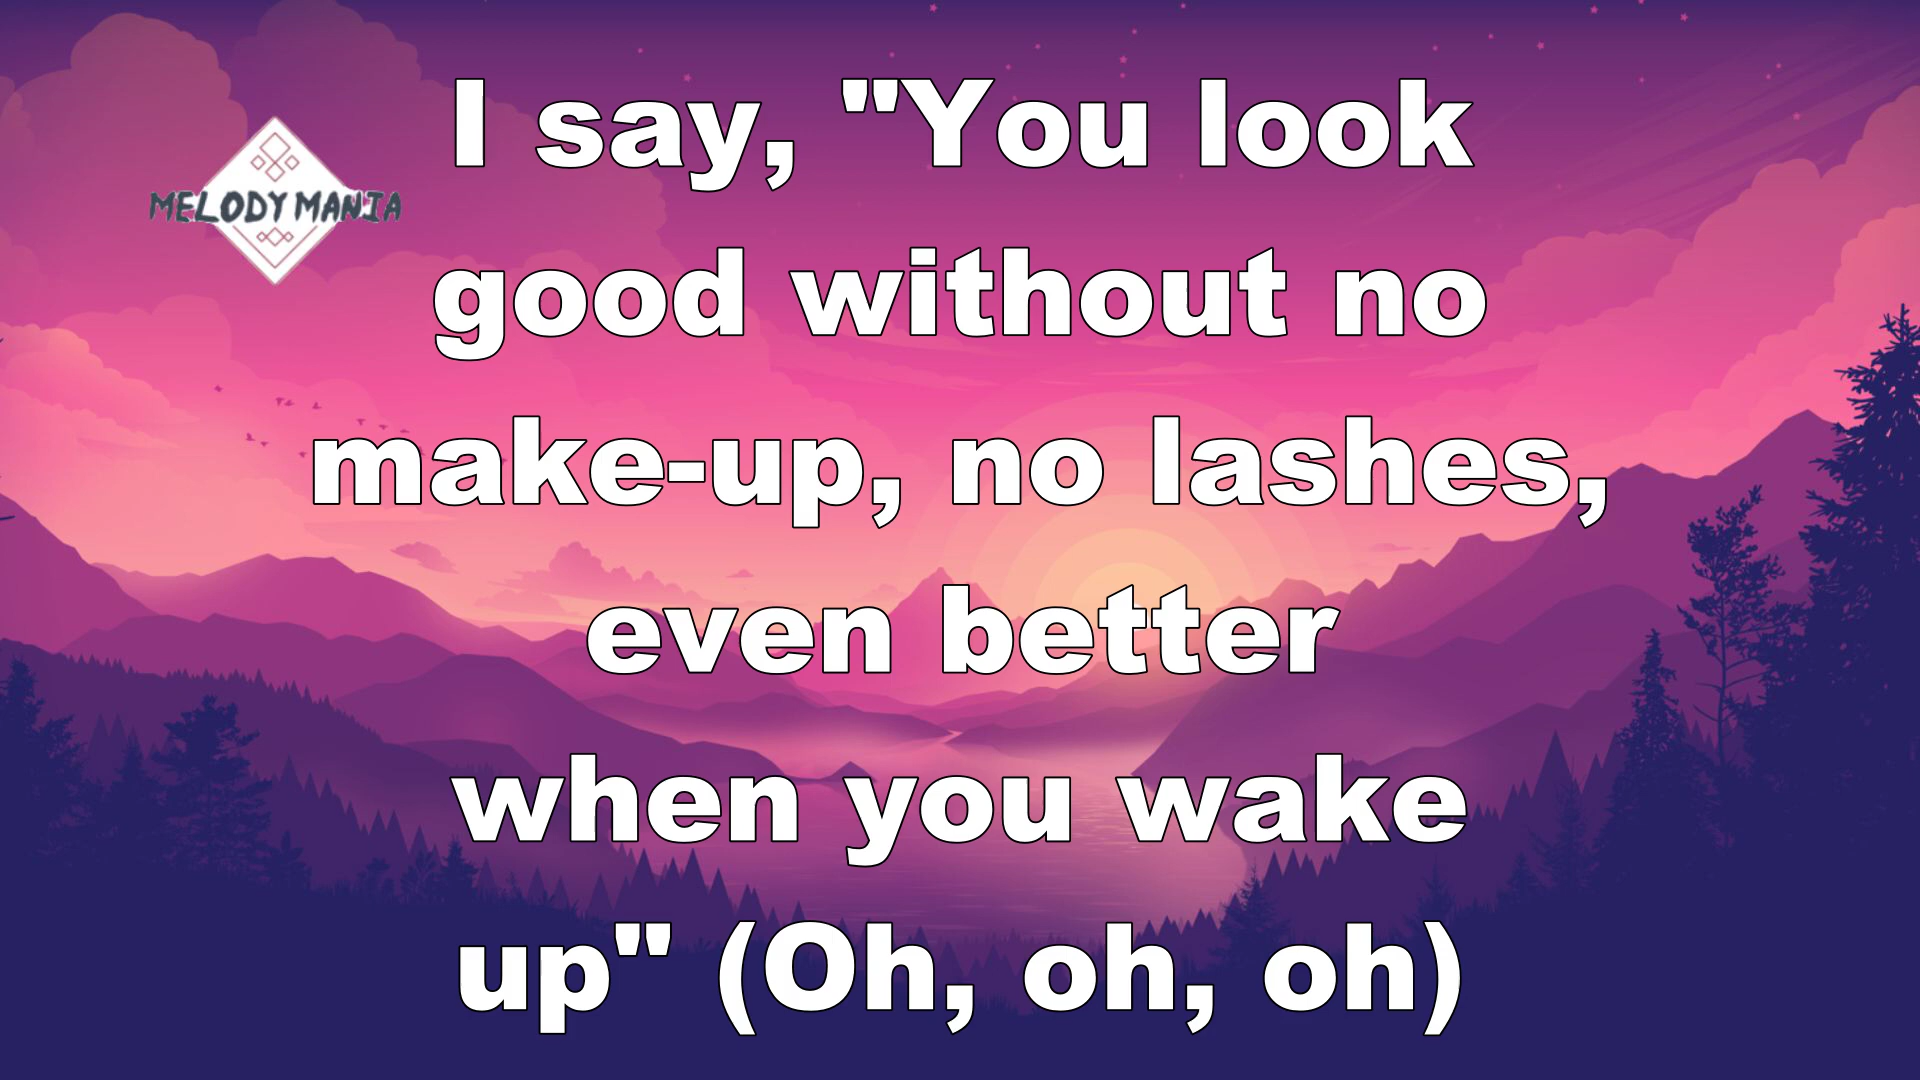 I say, "You look
MELODY MANIA
good without no
make-up, no lashes,
even better
when you wake
up" (Oh, oh, oh)